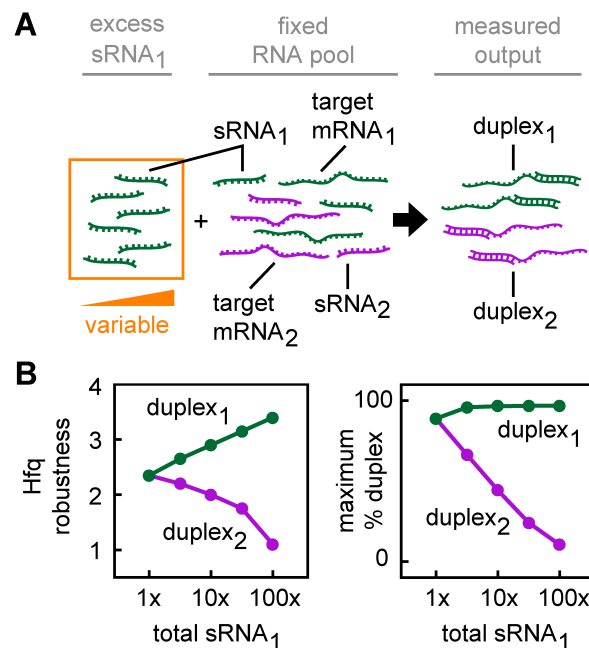 A
excess
sRNA1
fixed
RNA pool
measured
output
target
mRNA1
sRNA1
duplex1
+
variable
target
mRNA2
sRNA2
duplex2
B
4
3
2
1
Hfq
robustness
duplex1
duplex2
1x 10x 100x
total sRNA1
100
0
maximum
% duplex
duplex1
duplex2
1x 10x 100x
total sRNA1